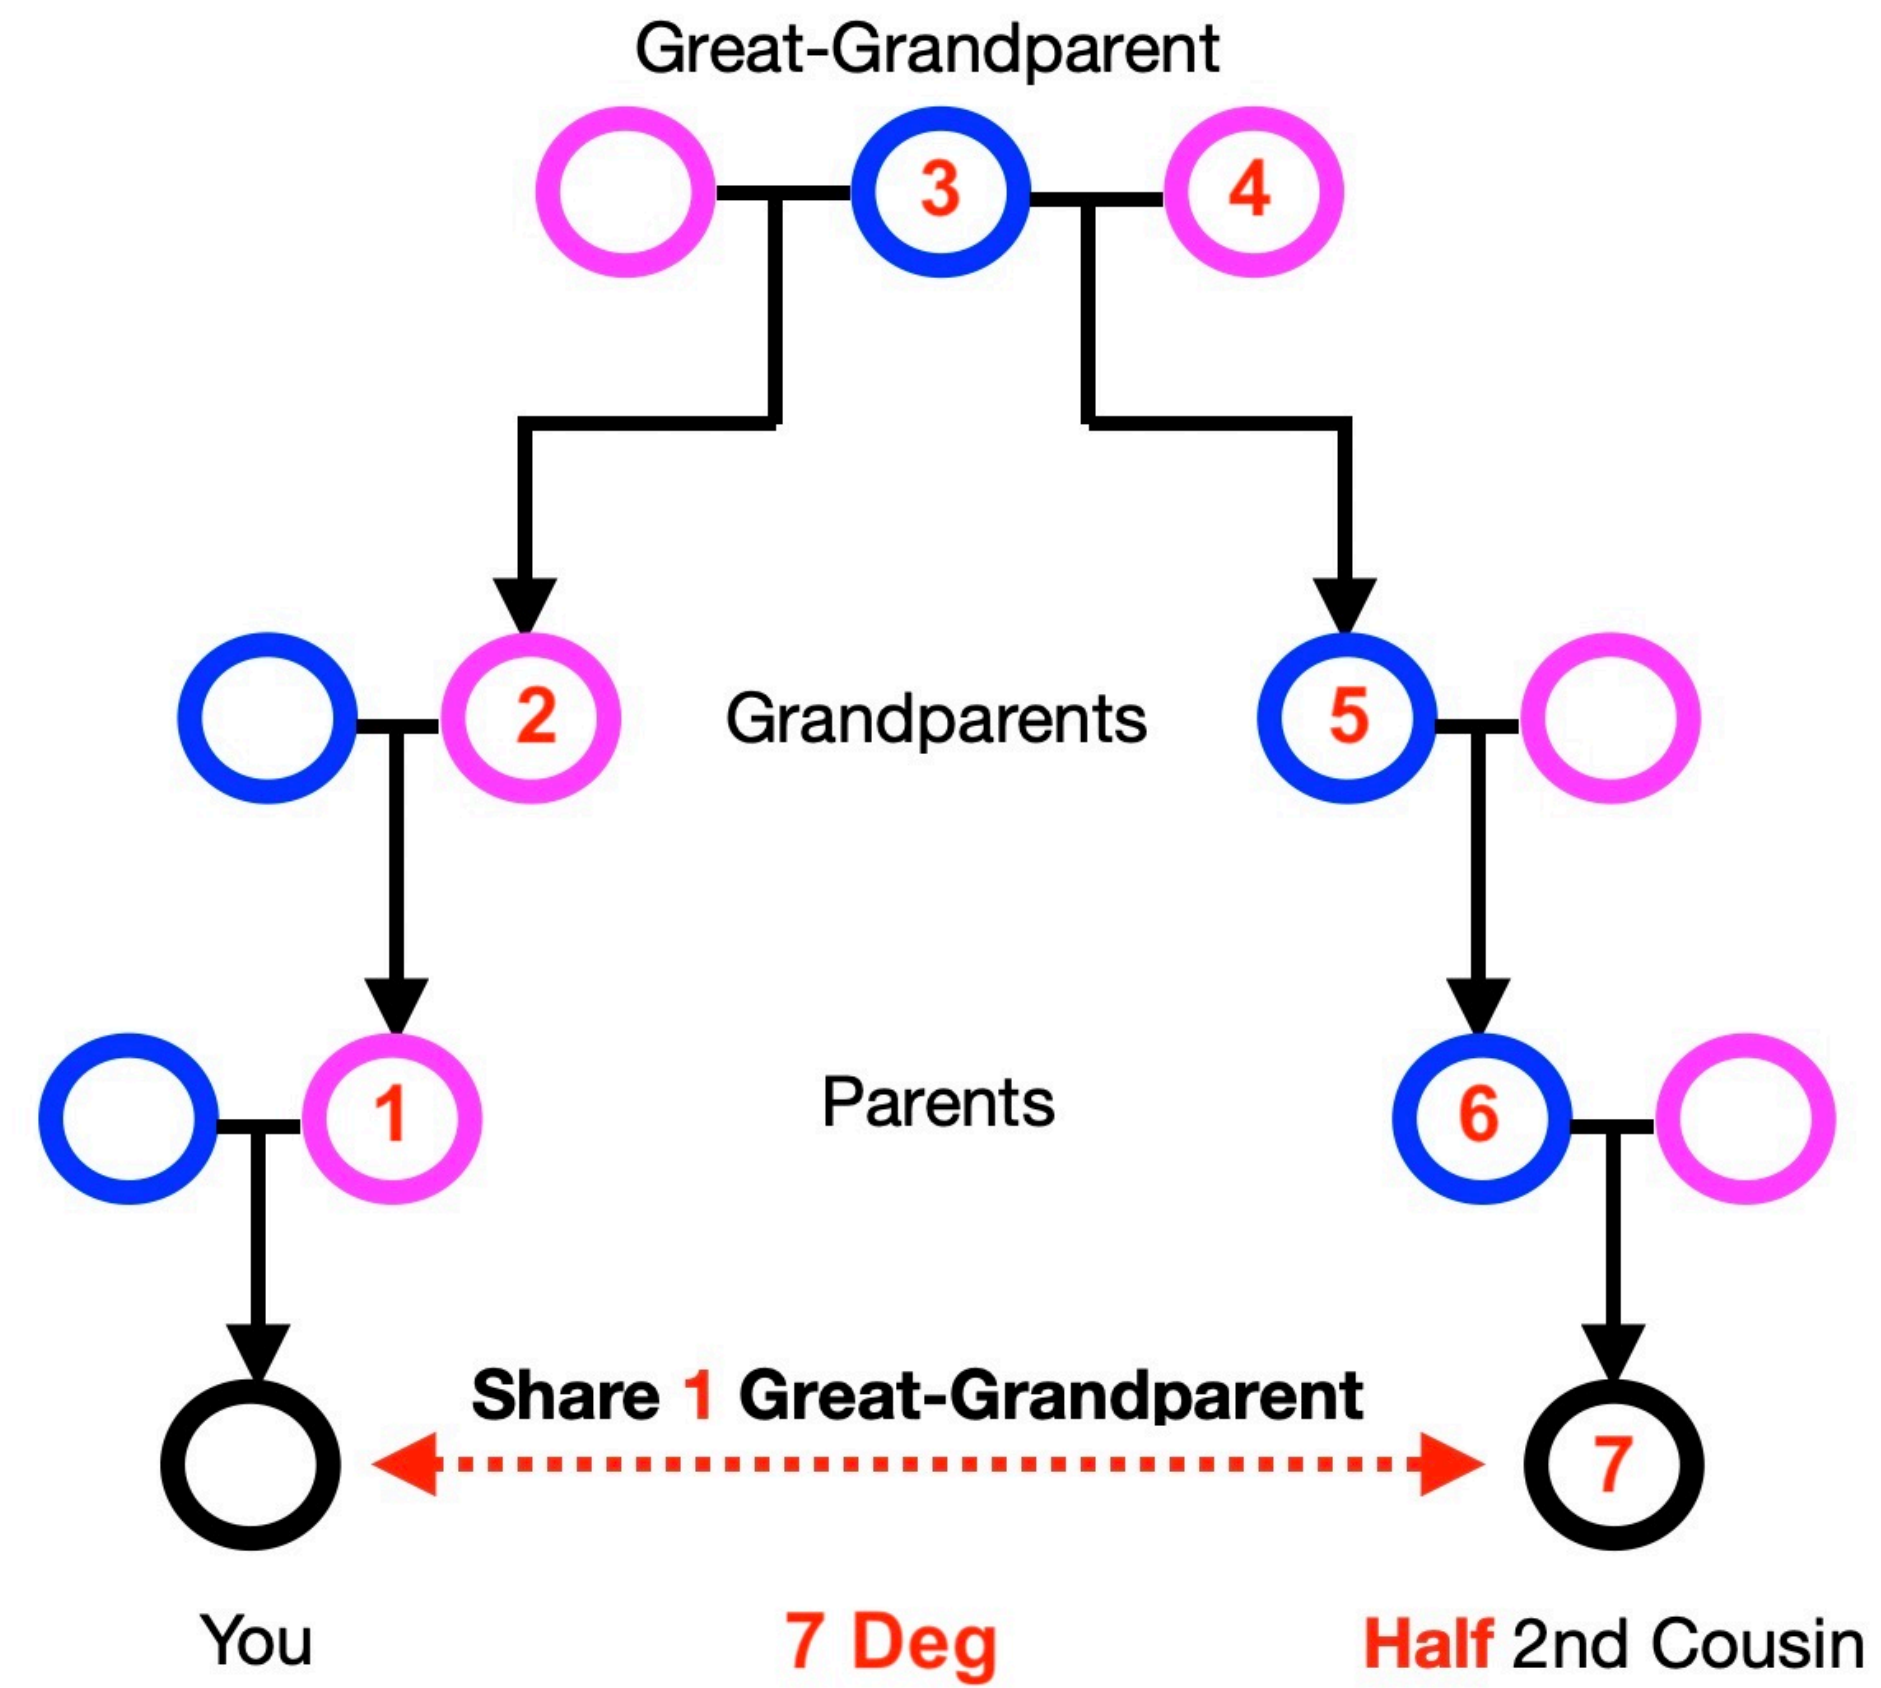 Great-Grandparent
3 4
2 Grandparents 5
1 Parents 6
Share 1 Great-Grandparent
7
You 7 Deg Half 2nd Cousin